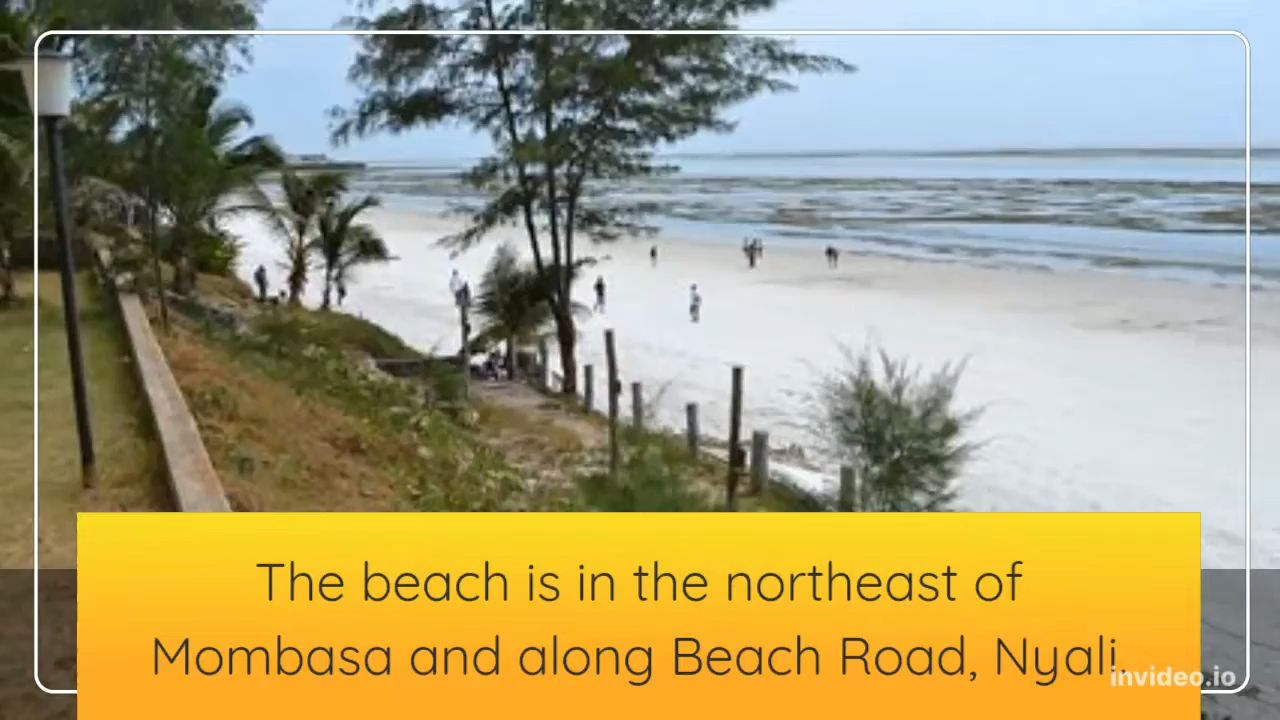 The beach is in the northeast of
Mombasa and along Beach Road, Nyali.
invideo.io